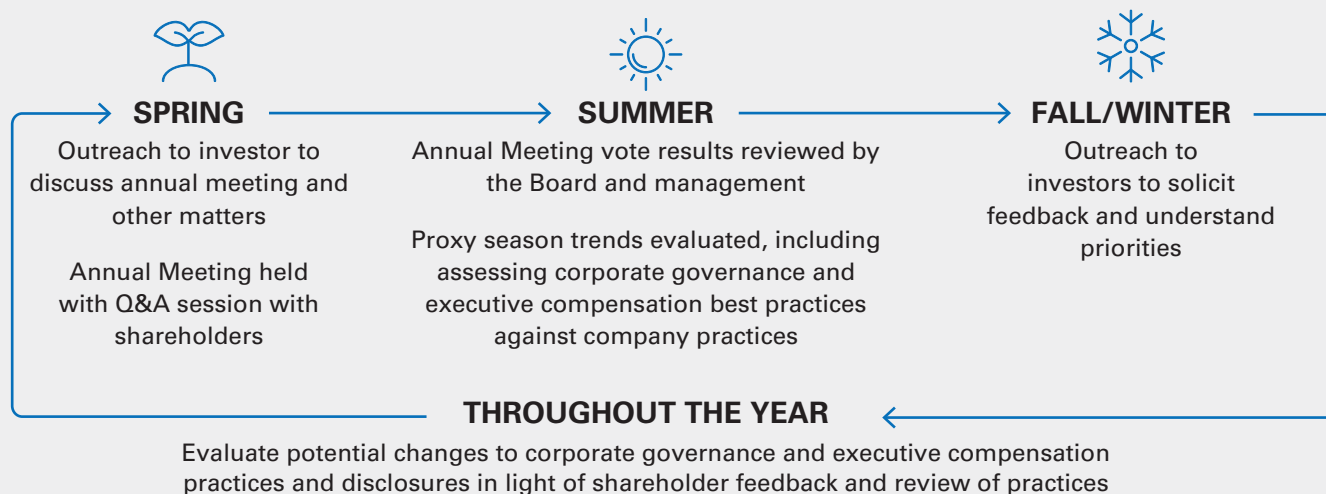 SPRING
Outreach to investor to
discuss annual meeting and
other matters
Annual Meeting held
with Q&A session with
shareholders
SUMMER
Annual Meeting vote results reviewed by
the Board and management
Proxy season trends evaluated, including
assessing corporate governance and
executive compensation best practices
against company practices
FALL/WINTER
Outreach to
investors to solicit
feedback and understand
priorities
THROUGHOUT THE YEAR
Evaluate potential changes to corporate governance and executive compensation
practices and disclosures in light of shareholder feedback and review of practices